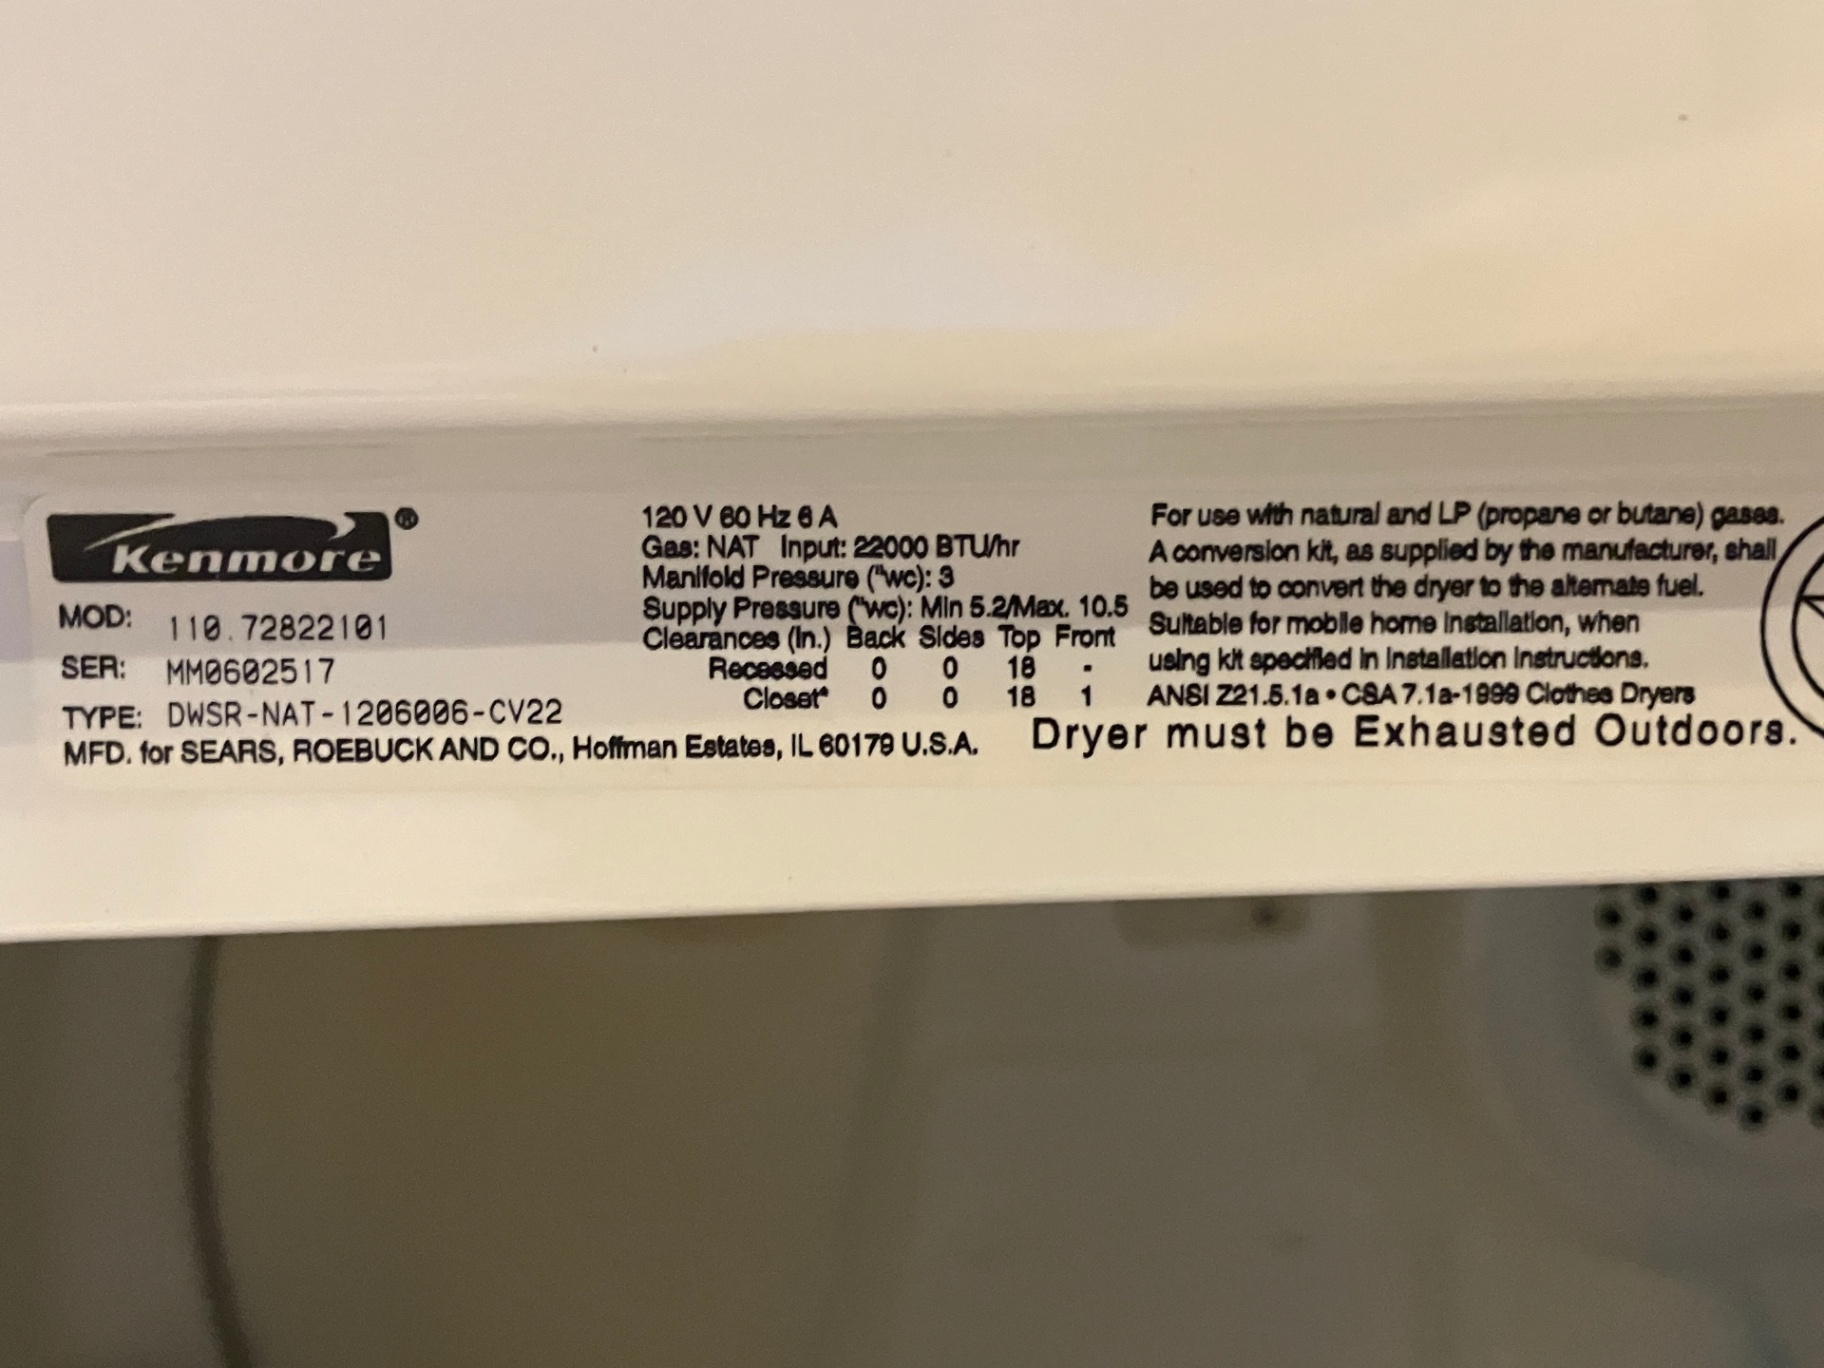 Kenmore®
MOD: 110.72822101
SER: MM0602517
TYPE: DWSR-NAT-1206006-CV22
MFD. for SEARS, ROEBUCK AND CO., Hoffman Estates, IL 60179 U.S.A.
120 V 60 Hz 6 A
Gas: NAT Input: 22000 BTU/hr
Manifold Pressure ("wc): 3
Supply Pressure ("wc): Min 5.2/Max. 10.5
Clearances (in.) Back Sides Top Front
Recessed 0 0 18 -
Closet* 0 0 18 1
For use with natural and LP (propane or butane) gases.
A conversion kit, as supplied by the manufacturer, shall
be used to convert the dryer to the alternate fuel.
Suitable for mobile home installation, when
using kit specified in Installation Instructions.
ANSI Z21.5.1a • CSA 7.1a-1999 Clothes Dryers
Dryer must be Exhausted Outdoors.